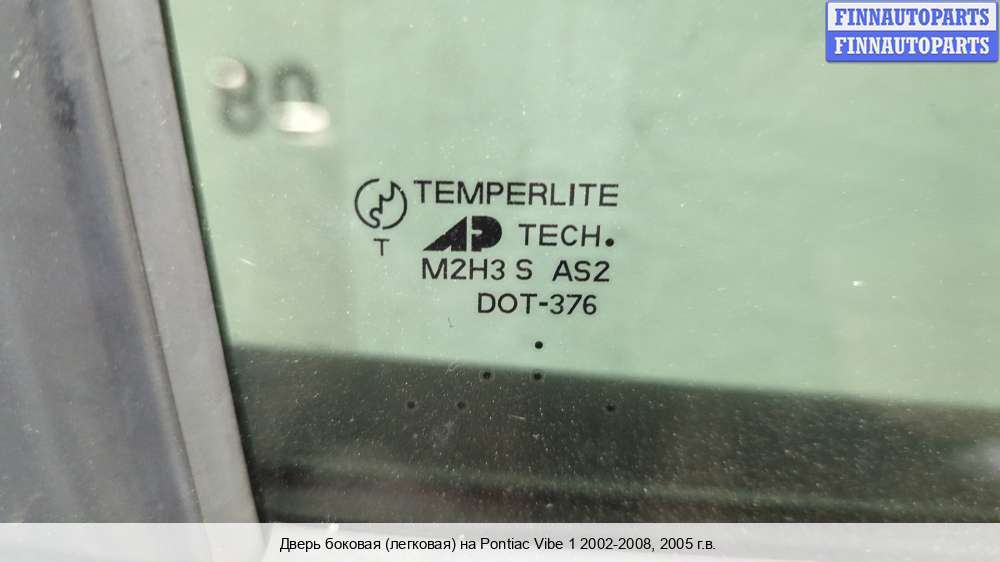 FINNAUTOPARTS
FINNAUTOPARTS
TEMPERLITE
T AP TECH.
M2H3 S AS2
DOT-376
Дверь боковая (легковая) на Pontiac Vibe 1 2002-2008, 2005 г.в.